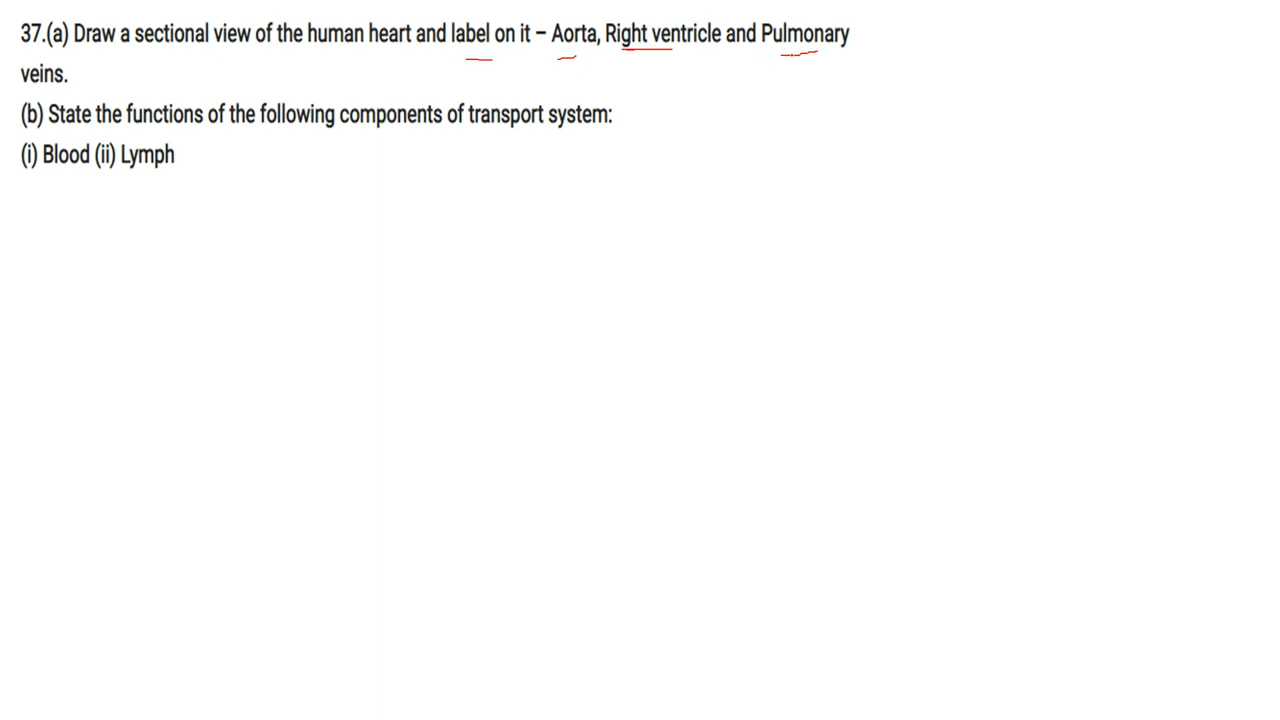 37.(a) Draw a sectional view of the human heart and label on it – Aorta, Right ventricle and Pulmonary
veins.
(b) State the functions of the following components of transport system:
(i) Blood (ii) Lymph